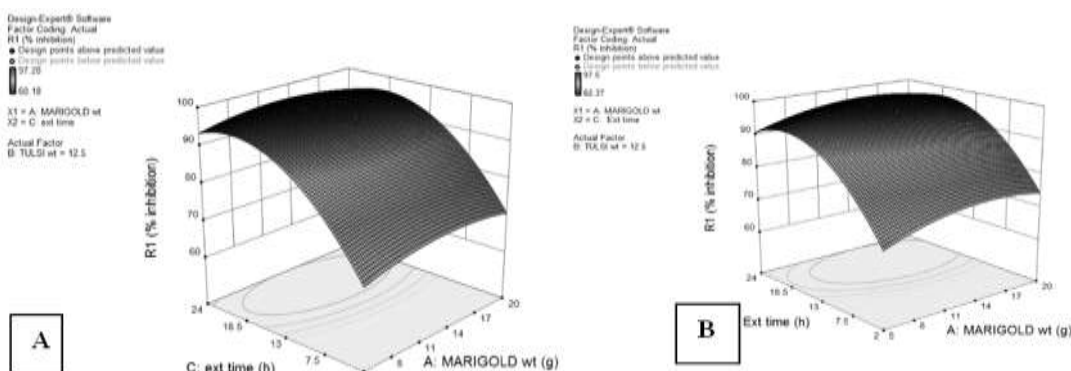 Design-Expert® Software
Factor Coding: Actual
R1 (% inhibition)
Design points above predicted value
Design points below predicted value
97.28
68.18
X1 = A: MARIGOLD wt
X2 = C: ext time
Actual Factor
B: TULSI wt = 12.5
R1 (% inhibition)
100
90
80
70
60
24
18.5
13
7.5
8
11
14
17
20
C: ext time (h)
A: MARIGOLD wt (g)
A
Design-Expert® Software
Factor Coding: Actual
R1 (% inhibition)
Design points above predicted value
Design points below predicted value
97.6
X1 = A: MARIGOLD wt
X2 = C: Ext time
Actual Factor
B: TULSI wt = 12.5
R1 (% inhibition)
100
90
80
70
60
24
18.5
13
7.5
2
5
8
11
14
17
20
Ext time (h)
A: MARIGOLD wt (g)
B